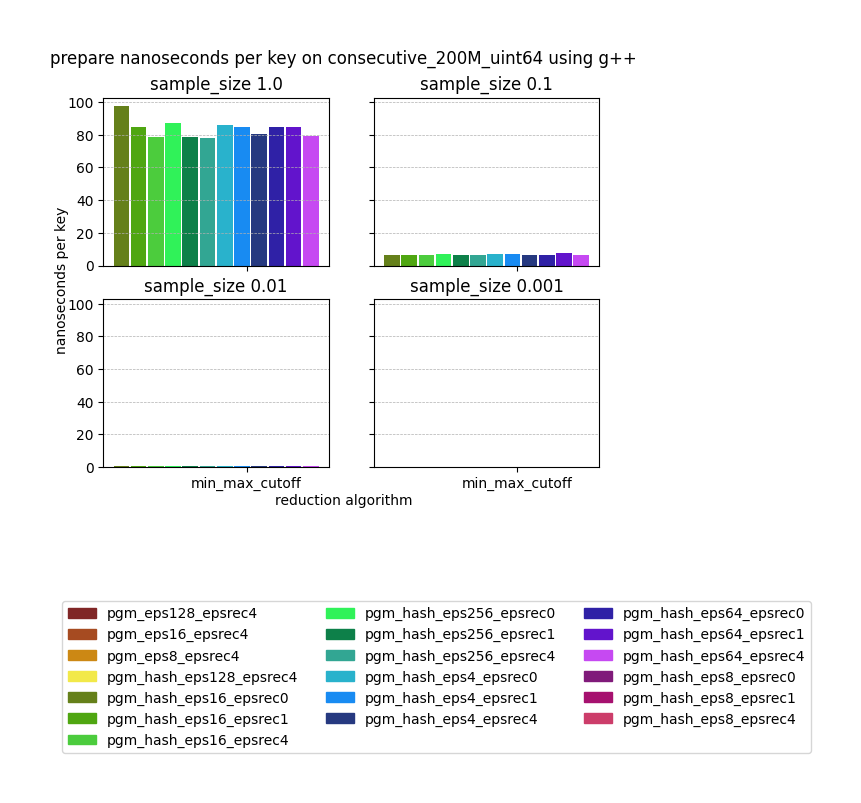 prepare nanoseconds per key on consecutive_200M_uint64 using g++
sample_size 1.0
sample_size 0.1
100
80
60
40
20
0
nanoseconds per key
sample_size 0.01
sample_size 0.001
100
80
60
40
20
0
min_max_cutoff
min_max_cutoff
reduction algorithm
pgm_eps128_epsrec4
pgm_eps16_epsrec4
pgm_eps8_epsrec4
pgm_hash_eps128_epsrec4
pgm_hash_eps16_epsrec0
pgm_hash_eps16_epsrec1
pgm_hash_eps16_epsrec4
pgm_hash_eps256_epsrec0
pgm_hash_eps256_epsrec1
pgm_hash_eps256_epsrec4
pgm_hash_eps4_epsrec0
pgm_hash_eps4_epsrec1
pgm_hash_eps4_epsrec4
pgm_hash_eps64_epsrec0
pgm_hash_eps64_epsrec1
pgm_hash_eps64_epsrec4
pgm_hash_eps8_epsrec0
pgm_hash_eps8_epsrec1
pgm_hash_eps8_epsrec4